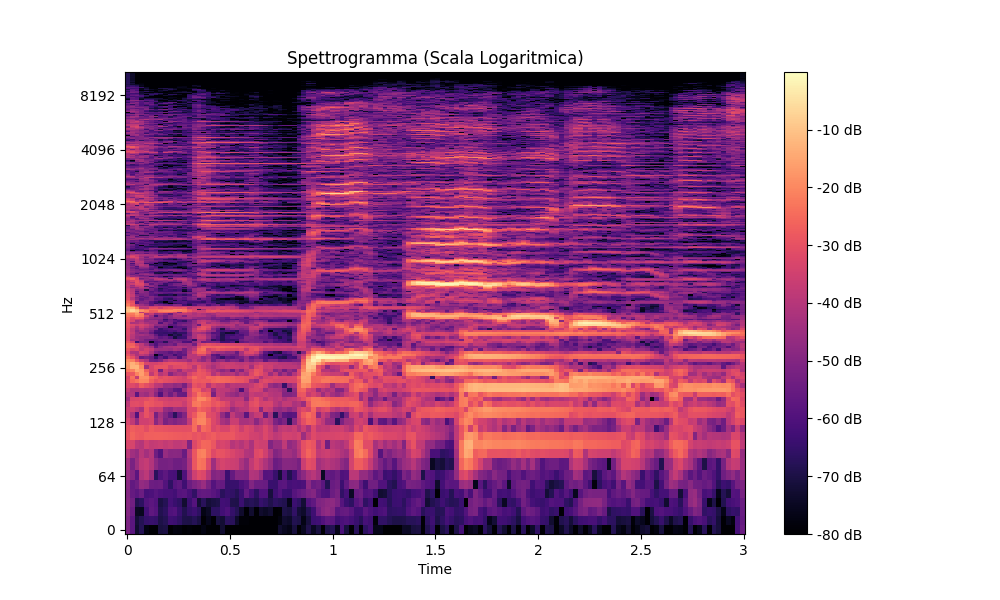 Spettrogramma (Scala Logaritmica)
8192
4096
2048
1024
512
256
128
64
0
Hz
0 0.5 1 1.5 2 2.5 3
Time
-10 dB
-20 dB
-30 dB
-40 dB
-50 dB
-60 dB
-70 dB
-80 dB